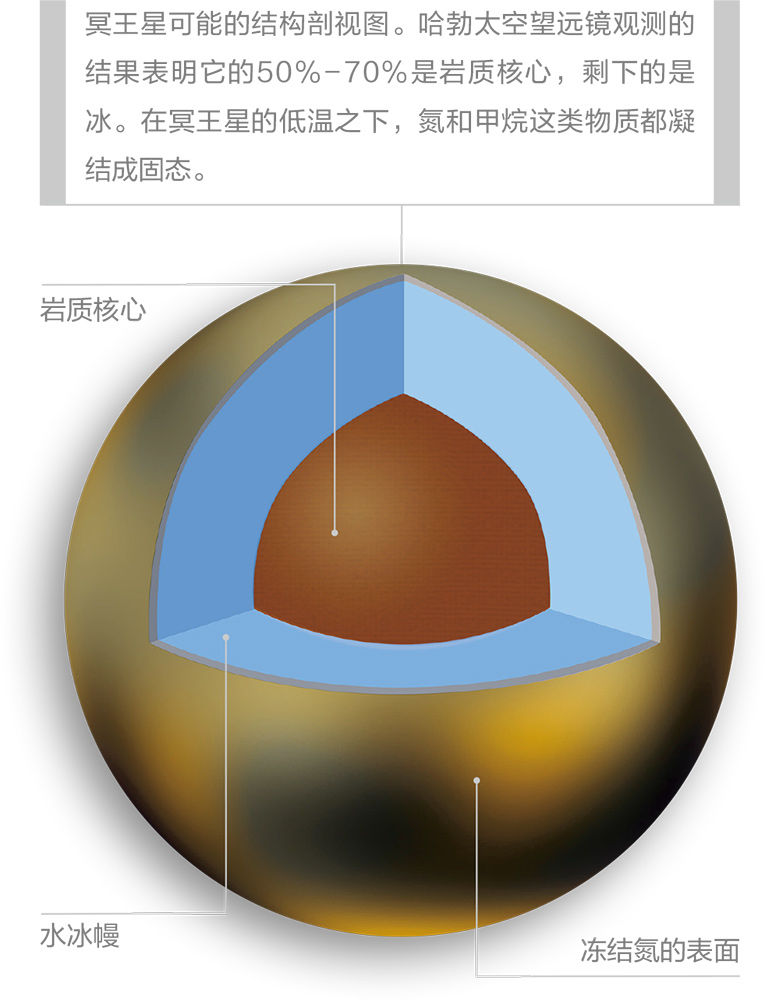 冥王星可能的结构剖视图。哈勃太空望远镜观测的
结果表明它的50%-70%是岩质核心，剩下的是
冰。在冥王星的低温之下，氮和甲烷这类物质都凝
结成固态。
岩质核心
水冰幔
冻结氮的表面